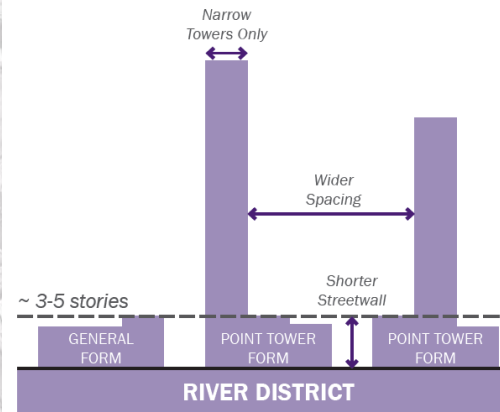 Narrow
Towers Only
Wider
Spacing
Shorter
Streetwall
~ 3-5 stories
GENERAL
FORM
POINT TOWER
FORM
POINT TOWER
FORM
RIVER DISTRICT